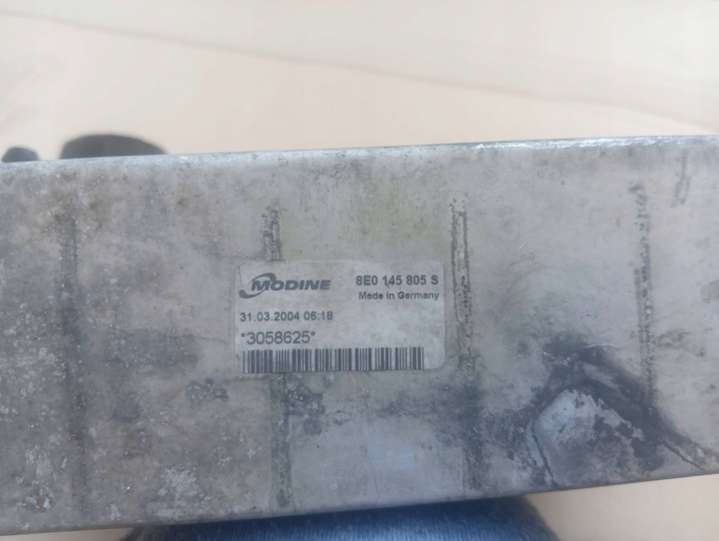 MODINE 8E0 145 805 S
Made in Germany
31.03.2004 06:18
*3058625*